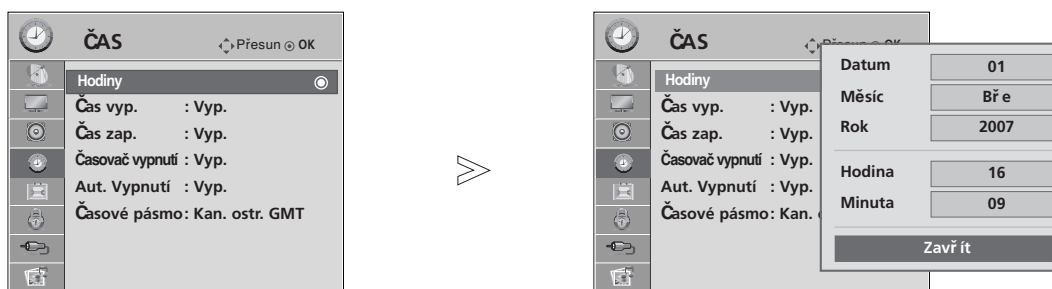 ČAS
Přesun OK
Hodiny
Čas vyp. : Vyp.
Čas zap. : Vyp.
Časovač vypnutí : Vyp.
Aut. Vypnutí : Vyp.
Časové pásmo: Kan. ostr. GMT
>
ČAS
Hodiny
Čas vyp. : Vyp.
Čas zap. : Vyp.
Časovač vypnutí : Vyp.
Aut. Vypnutí : Vyp.
Časové pásmo: Kan.
Datum 01
Měsíc Bř e
Rok 2007
Hodina 16
Minuta 09
Zavř ít